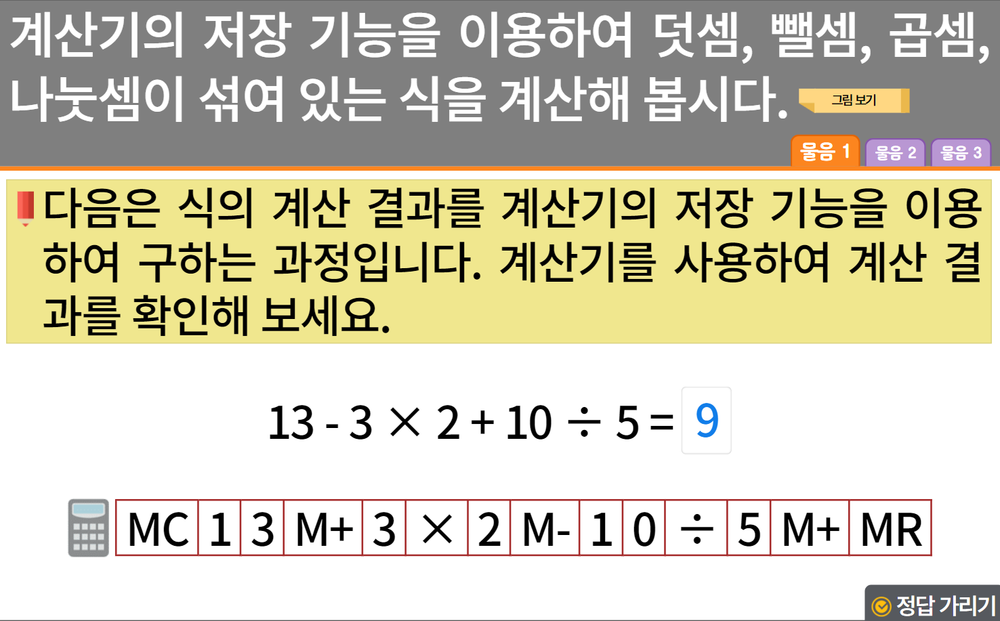 계산기의 저장 기능을 이용하여 덧셈, 뺄셈, 곱셈,
나눗셈이 섞여 있는 식을 계산해 봅시다. 그림 보기
물음 1 물음 2 물음 3
다음은 식의 계산 결과를 계산기의 저장 기능을 이용
하여 구하는 과정입니다. 계산기를 사용하여 계산 결
과를 확인해 보세요.
13 - 3 × 2 + 10 ÷ 5 = 9
MC 1 3 M+ 3 × 2 M- 1 0 ÷ 5 M+ MR
정답 가리기